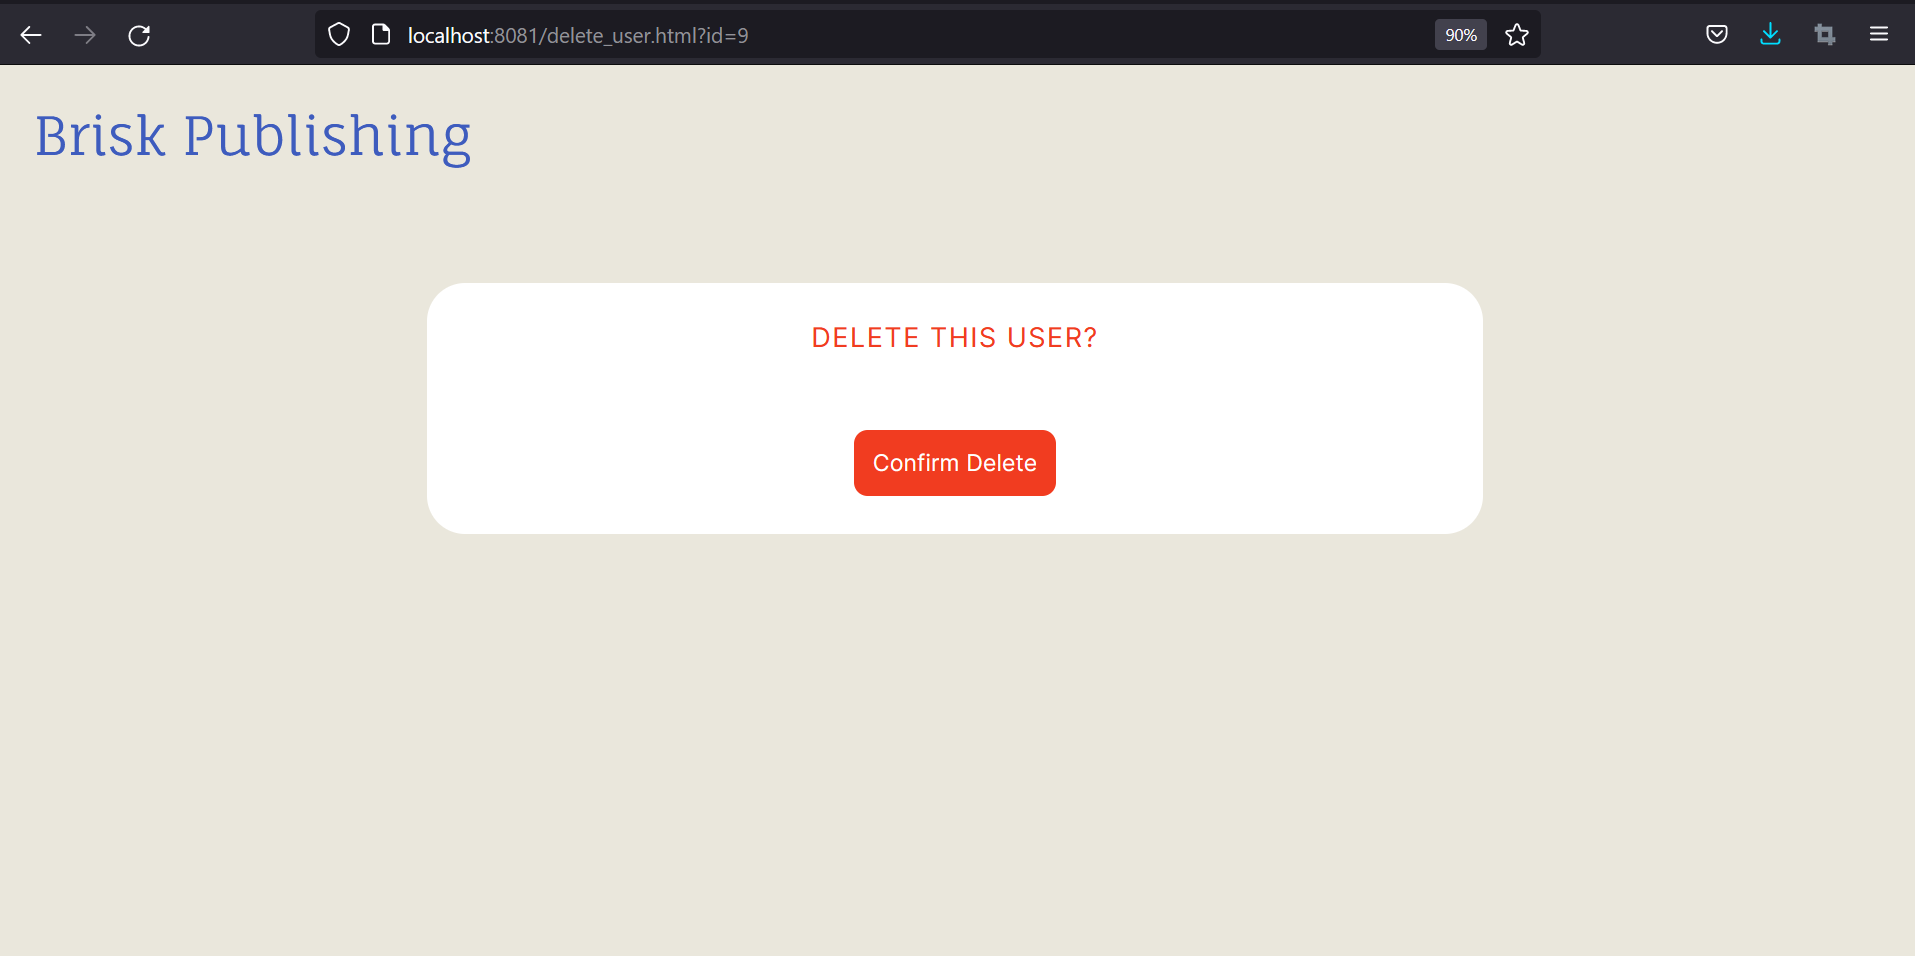 localhost:8081/delete_user.html?id=9
90%
Brisk Publishing
DELETE THIS USER?
Confirm Delete